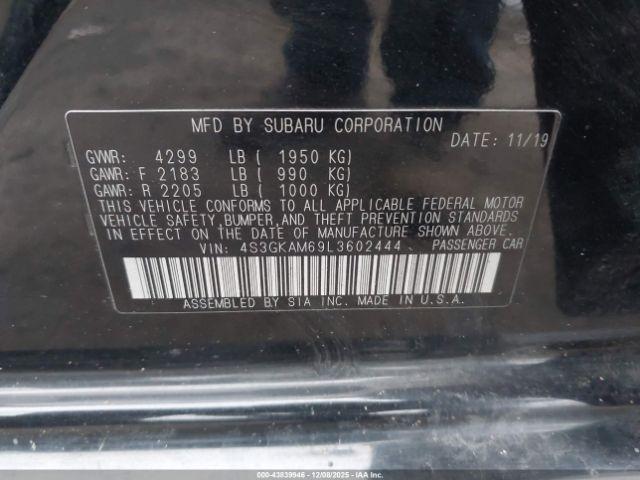 MFD BY SUBARU CORPORATION
DATE: 11/19
GVWR: 4299 LB ( 1950 KG)
GAWR: F 2183 LB ( 990 KG)
GAWR: R 2205 LB ( 1000 KG)
THIS VEHICLE CONFORMS TO ALL APPLICABLE FEDERAL MOTOR
VEHICLE SAFETY, BUMPER, AND THEFT PREVENTION STANDARDS
IN EFFECT ON THE DATE OF MANUFACTURE SHOWN ABOVE.
VIN: 4S3GKAM69L3602444 PASSENGER CAR
ASSEMBLED BY SIA INC. MADE IN U.S.A.
000-43839946 - 12/08/2025 - IAAI.COM